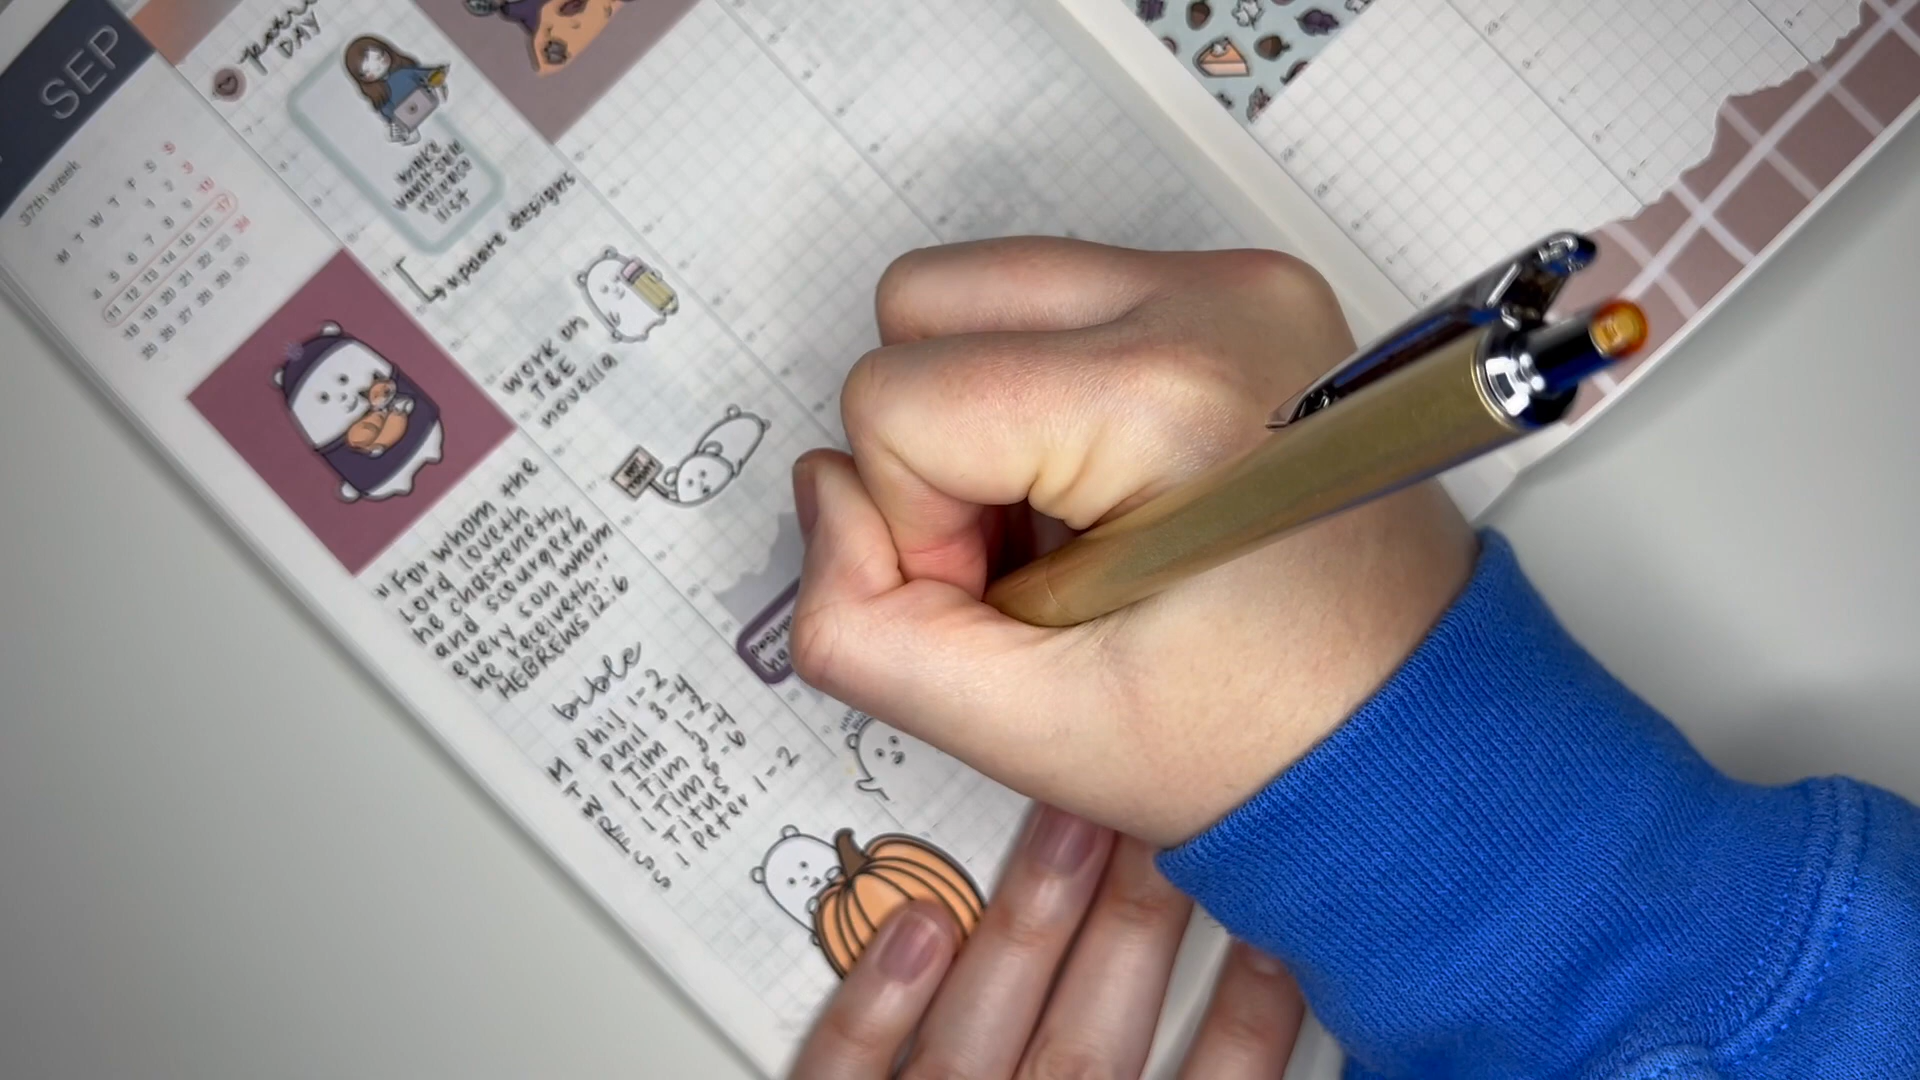 SEP
37th week
M T W T F S S
1 2 3
4 5 6 7 8 9 10
11 12 13 14 15 16 17
18 19 20 21 22 23 24
25 26 27 28 29 30
DAY
make
list
update designs
work on
T&E
novella
NOT
TODAY
"For whom the
Lord loveth
he chasteneth,
and scourgeth
every son whom
he receiveth."
HEBREWS 12:6
bible
M Phil 1-2
T Phil 3-4
W 1 Tim 1-2
1 Tim 3-4
1 Tim 5-6
S Titus
S 1 Peter 1-2